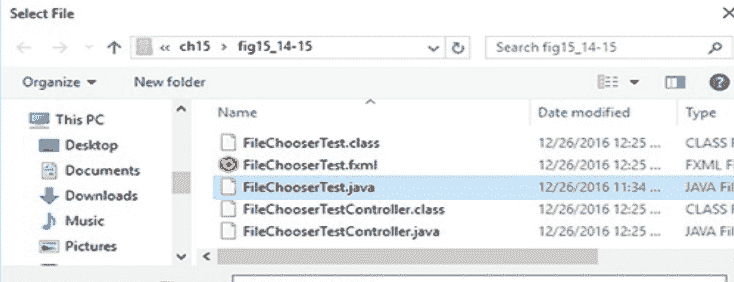 Select File
« ch15 > fig15_14-15
Search fig15_14-15
Organize
New folder
Name
Date modified
Type
This PC
Desktop
Documents
Downloads
Music
Pictures
FileChooserTest.class 12/26/2016 12:25 ... CLASS F
FileChooserTest.fxml 12/26/2016 12:25 ... FXML F
FileChooserTest.java 12/26/2016 11:34 ... JAVA Fil
FileChooserTestController.class 12/26/2016 12:25 ... CLASS F
FileChooserTestController.java 12/26/2016 12:25 ... JAVA Fil